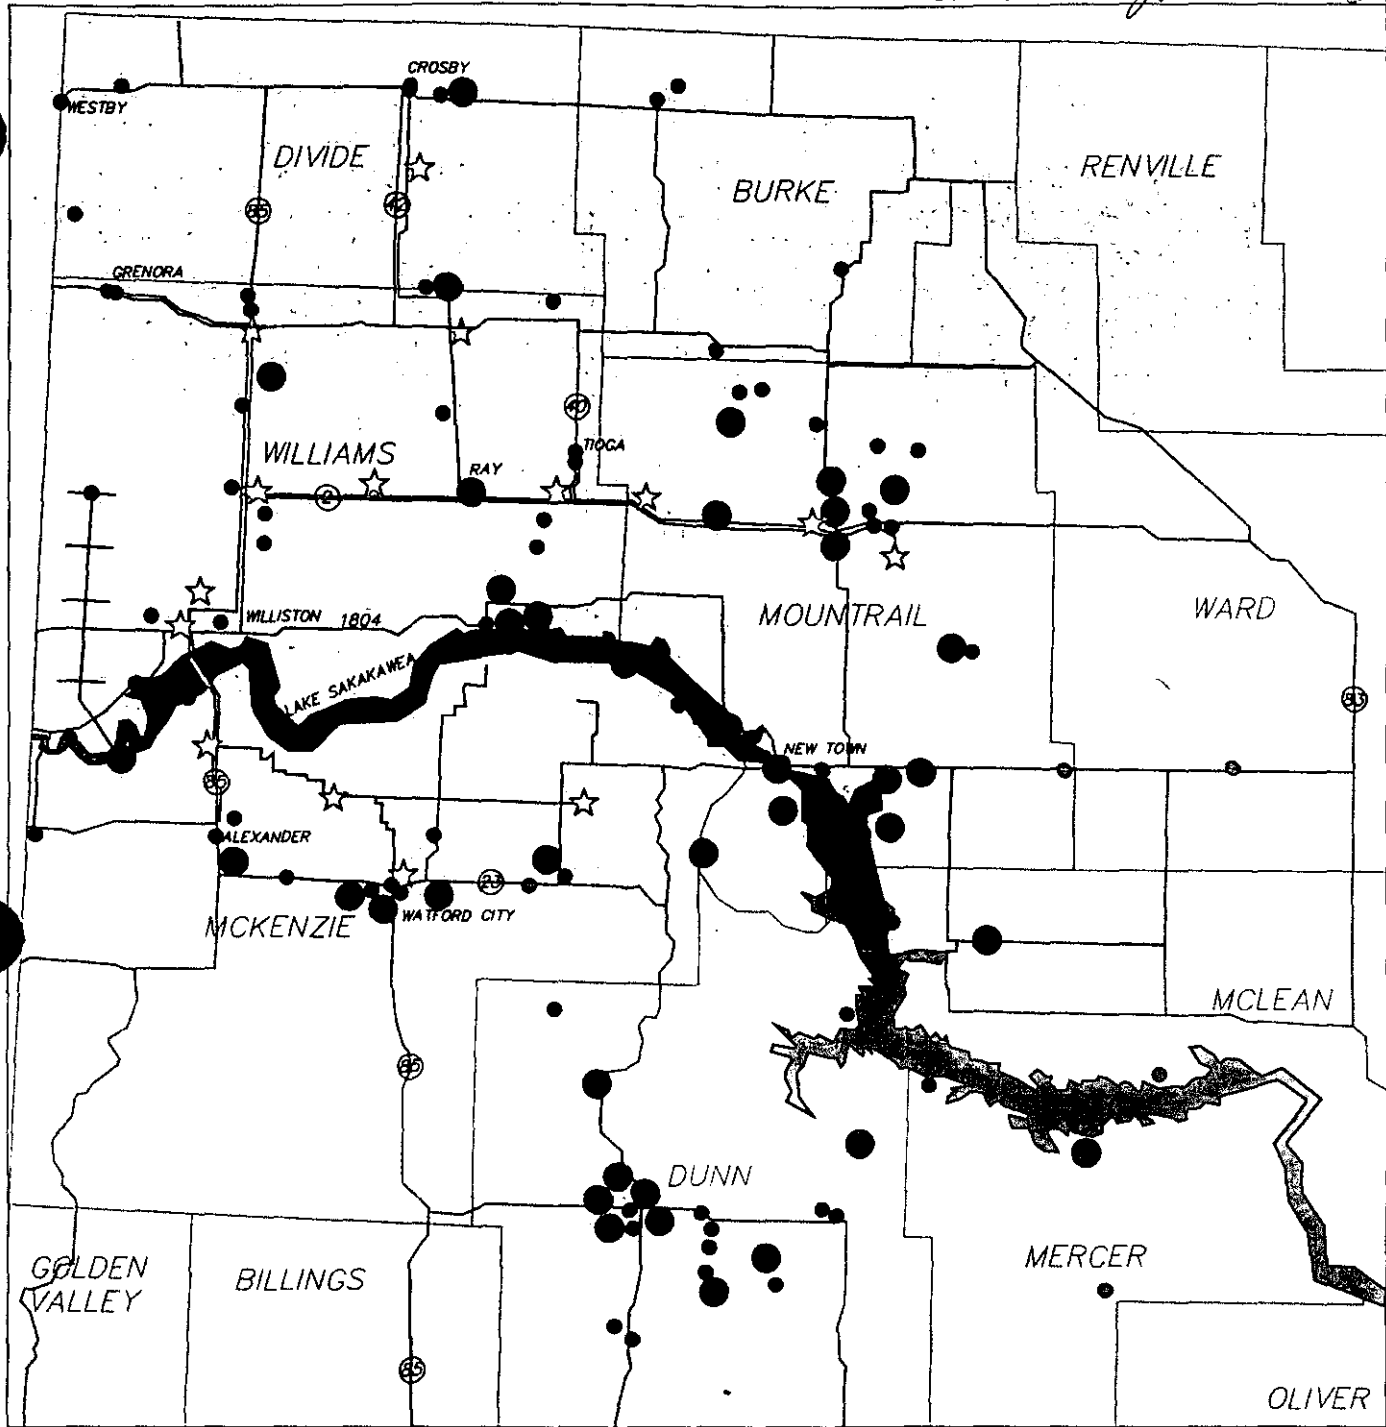 CROSBY
WESTBY
DIVIDE
BURKE
RENVILLE
85
42
GRENORA
40
WILLIAMS
TIOGA
RAY
2
WILLISTON
1804
MOUNTRAIL
WARD
LAKE SAKAKAWEA
83
NEW TOWN
85
ALEXANDER
23
MCKENZIE
WATFORD CITY
MCLEAN
85
DUNN
GOLDEN
VALLEY
BILLINGS
MERCER
85
OLIVER